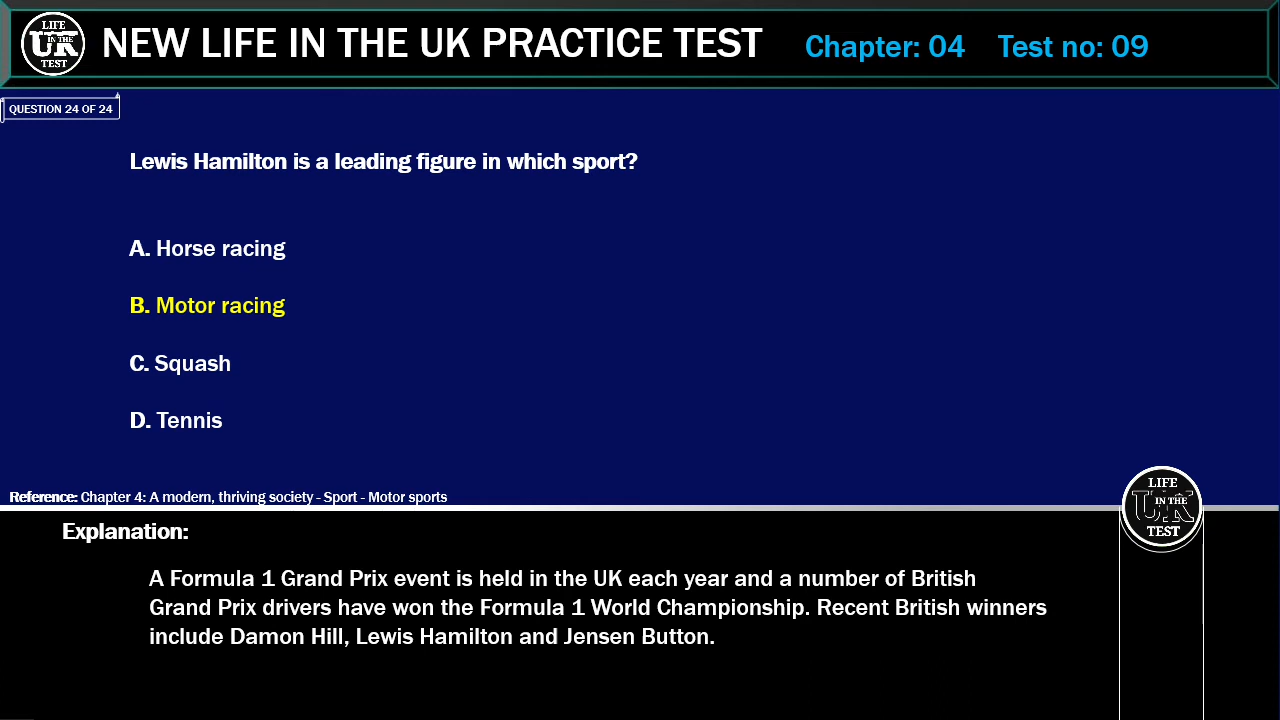 LIFE
UK
IN THE
TEST
NEW LIFE IN THE UK PRACTICE TEST
Chapter: 04
Test no: 09
QUESTION 24 OF 24
Lewis Hamilton is a leading figure in which sport?
A. Horse racing
B. Motor racing
C. Squash
D. Tennis
Reference: Chapter 4: A modern, thriving society - Sport - Motor sports
LIFE
UK
IN THE
TEST
Explanation:
A Formula 1 Grand Prix event is held in the UK each year and a number of British
Grand Prix drivers have won the Formula 1 World Championship. Recent British winners
include Damon Hill, Lewis Hamilton and Jensen Button.